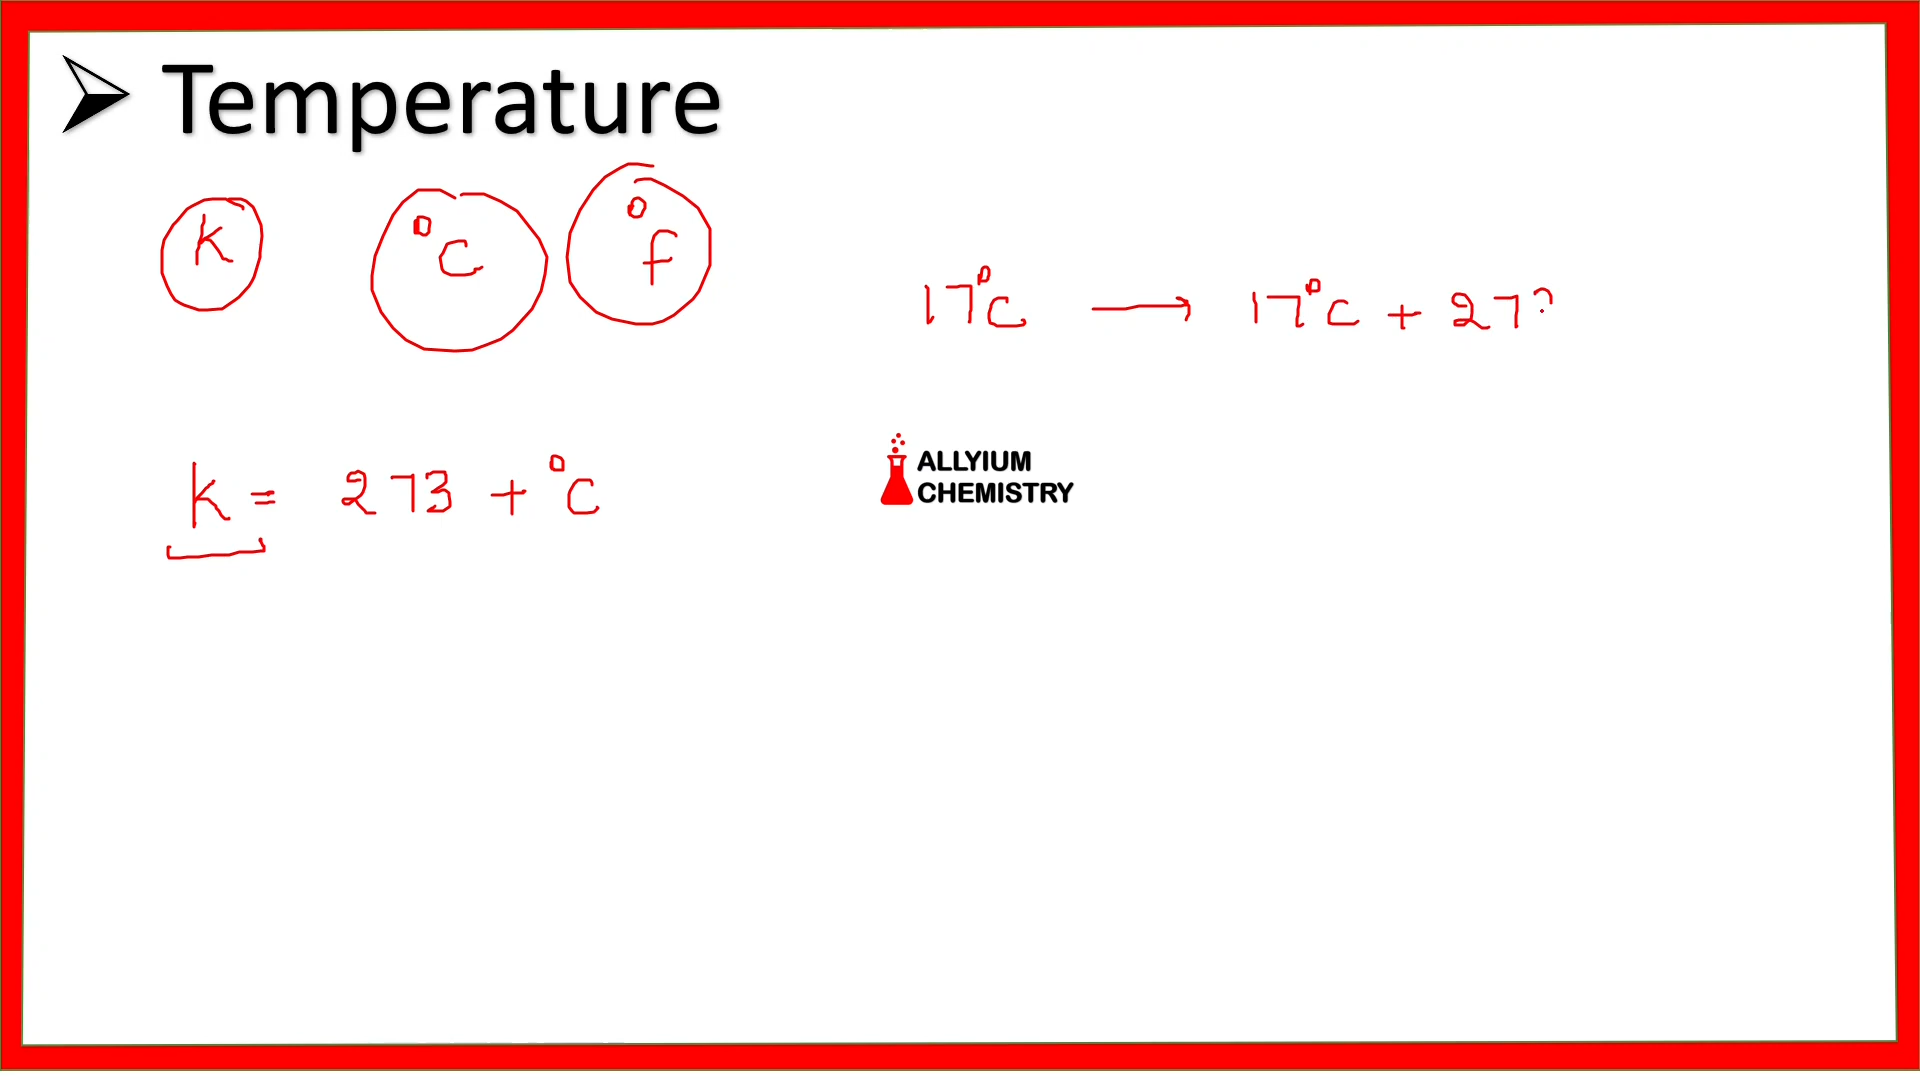 Temperature
K °C °F
17°C → 17°C + 27
K = 273 + °C
ALLYIUM
CHEMISTRY